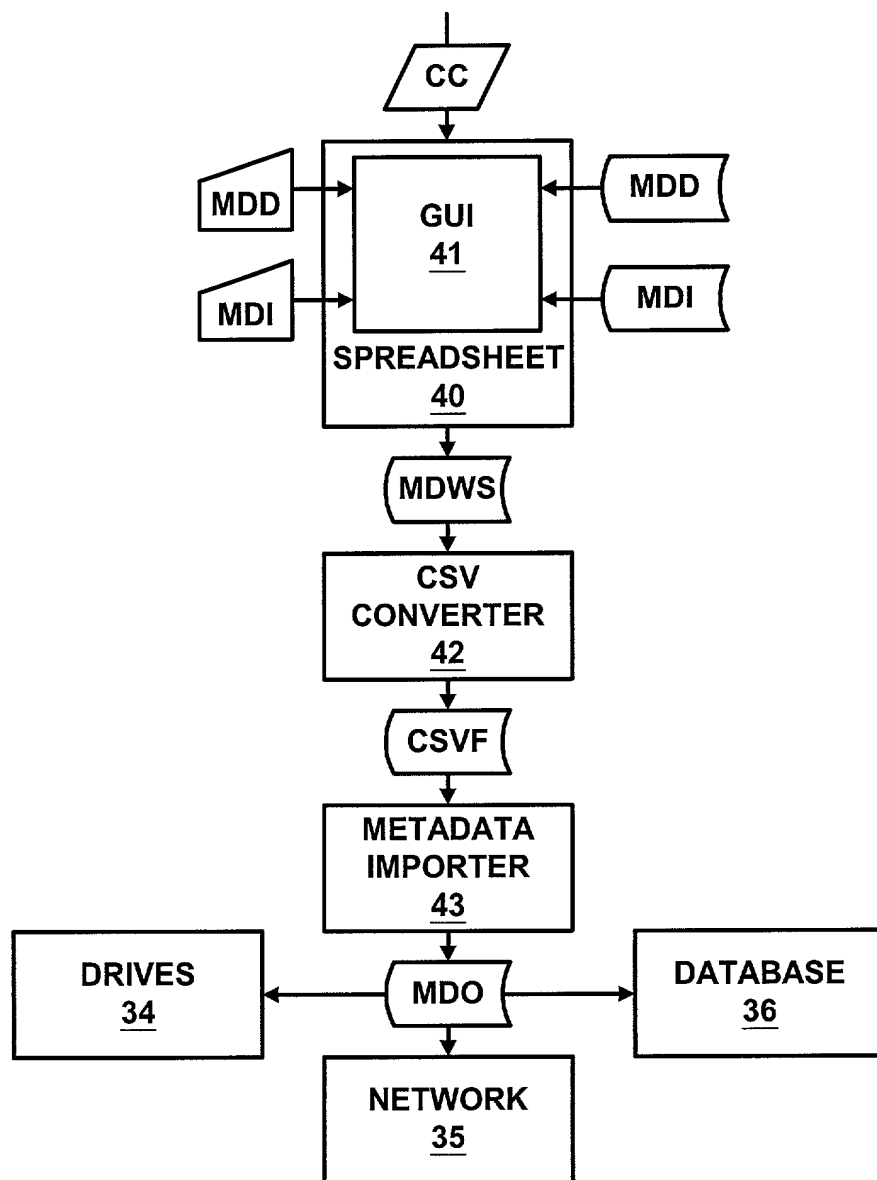 CC
MDD
GUI
41
MDD
MDI
MDI
SPREADSHEET
40
MDWS
CSV
CONVERTER
42
CSVF
METADATA
IMPORTER
43
DRIVES
34
MDO
DATABASE
36
NETWORK
35